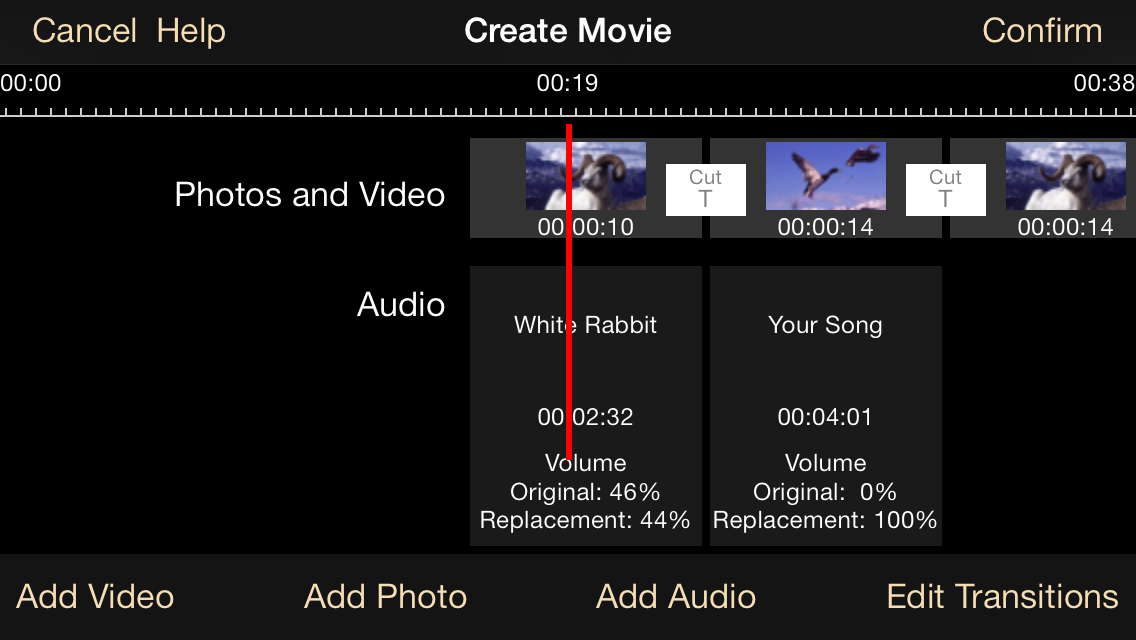 Cancel Help Create Movie Confirm
00:00 00:19 00:38
Photos and Video
Cut
T
Cut
T
00:00:10 00:00:14 00:00:14
Audio
White Rabbit
00:02:32
Volume
Original: 46%
Replacement: 44%
Your Song
00:04:01
Volume
Original: 0%
Replacement: 100%
Add Video Add Photo Add Audio Edit Transitions